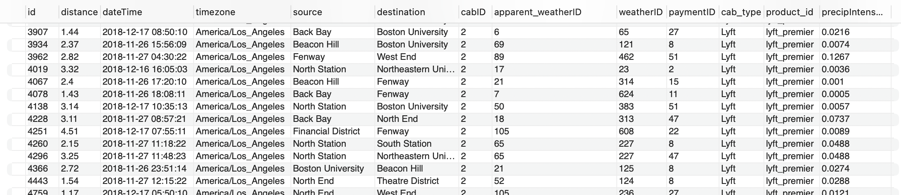 id distance dateTime timezone source destination cabID apparent_weatherID weatherID paymentID cab_type product_id precipIntens...
3907 1.44 2018-12-17 08:50:10 America/Los_Angeles Back Bay Boston University 2 6 65 27 Lyft lyft_premier 0.0216
3934 2.37 2018-11-26 15:56:09 America/Los_Angeles Beacon Hill Boston University 2 69 121 8 Lyft lyft_premier 0.0074
3962 2.82 2018-11-27 04:30:22 America/Los_Angeles Fenway West End 2 89 462 51 Lyft lyft_premier 0.1267
4019 3.32 2018-12-16 16:05:03 America/Los_Angeles North Station Northeastern Uni... 2 17 23 2 Lyft lyft_premier 0.0036
4067 2.4 2018-11-26 17:20:10 America/Los_Angeles Beacon Hill Fenway 2 21 314 15 Lyft lyft_premier 0.001
4078 1.43 2018-11-26 18:08:11 America/Los_Angeles Back Bay Fenway 2 7 624 11 Lyft lyft_premier 0.0005
4138 3.14 2018-12-17 10:35:13 America/Los_Angeles North Station Boston University 2 50 383 51 Lyft lyft_premier 0.0057
4228 3.11 2018-11-27 08:57:21 America/Los_Angeles Back Bay North End 2 18 313 47 Lyft lyft_premier 0.0737
4251 4.51 2018-12-17 07:55:11 America/Los_Angeles Financial District Fenway 2 105 608 22 Lyft lyft_premier 0.0089
4260 2.15 2018-11-27 11:18:22 America/Los_Angeles North Station South Station 2 65 227 8 Lyft lyft_premier 0.0488
4296 3.25 2018-11-27 11:48:23 America/Los_Angeles North Station Northeastern Uni... 2 65 227 47 Lyft lyft_premier 0.0488
4366 2.72 2018-11-26 23:51:14 America/Los_Angeles Boston University Beacon Hill 2 21 125 8 Lyft lyft_premier 0.0274
4443 1.54 2018-11-27 12:15:22 America/Los_Angeles North End Theatre District 2 52 124 8 Lyft lyft_premier 0.0288
4759 1.17 2018-12-17 05:50:10 America/Los_Angeles North End West End 2 105 236 27 Lyft lyft_premier 0.0121